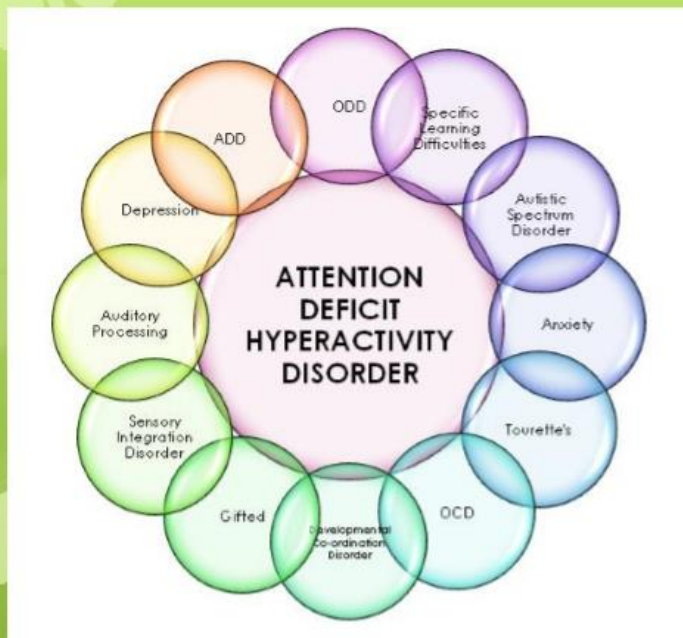 ATTENTION
DEFICIT
HYPERACTIVITY
DISORDER
ODD
Specific
Learning
Difficulties
Autistic
Spectrum
Disorder
Anxiety
Tourette's
OCD
Developmental
Co-ordination
Disorder
Gifted
Sensory
Integration
Disorder
Auditory
Processing
Depression
ADD